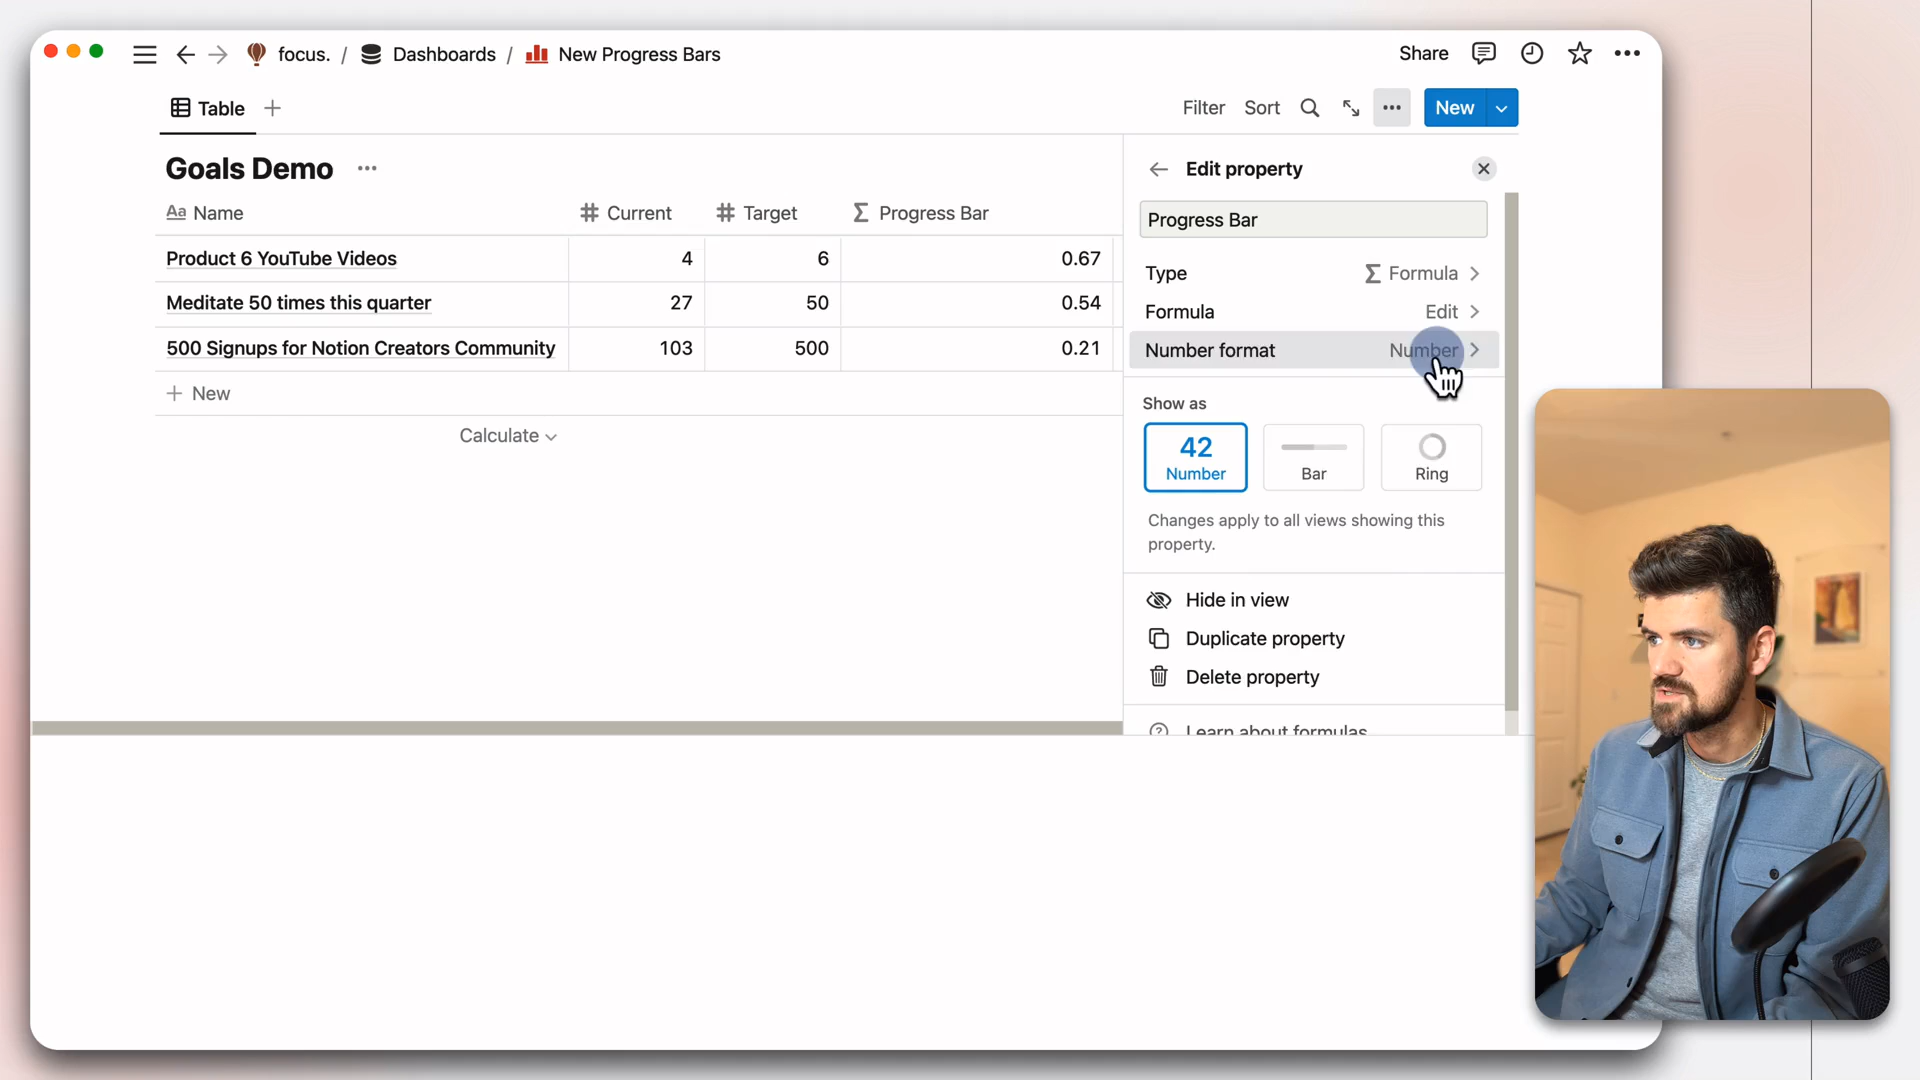 focus. / Dashboards / New Progress Bars
Share
Table
Filter Sort New
Goals Demo
Aa Name Current Target Progress Bar
Product 6 YouTube Videos 4 6 0.67
Meditate 50 times this quarter 27 50 0.54
500 Signups for Notion Creators Community 103 500 0.21
New
Calculate
Edit property
Progress Bar
Type Formula
Formula Edit
Number format Number
Show as
42
Number Bar Ring
Changes apply to all views showing this
property.
Hide in view
Duplicate property
Delete property
Learn about formulas